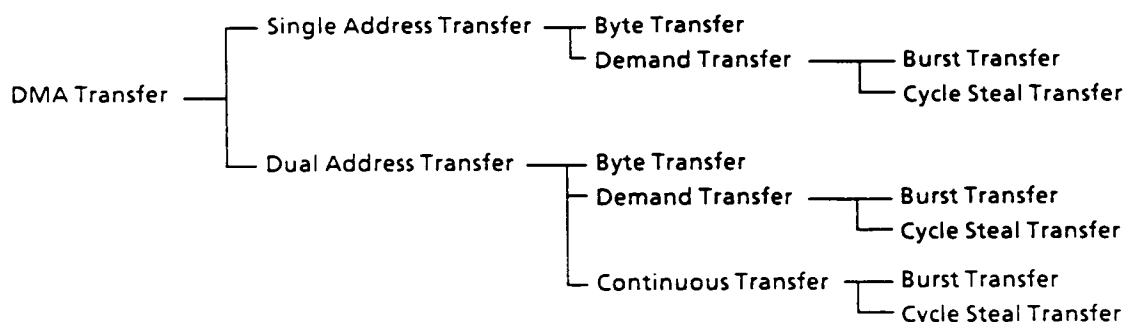 Single Address Transfer Byte Transfer
Demand Transfer Burst Transfer
DMA Transfer Cycle Steal Transfer
Dual Address Transfer Byte Transfer
Demand Transfer Burst Transfer
Cycle Steal Transfer
Continuous Transfer Burst Transfer
Cycle Steal Transfer